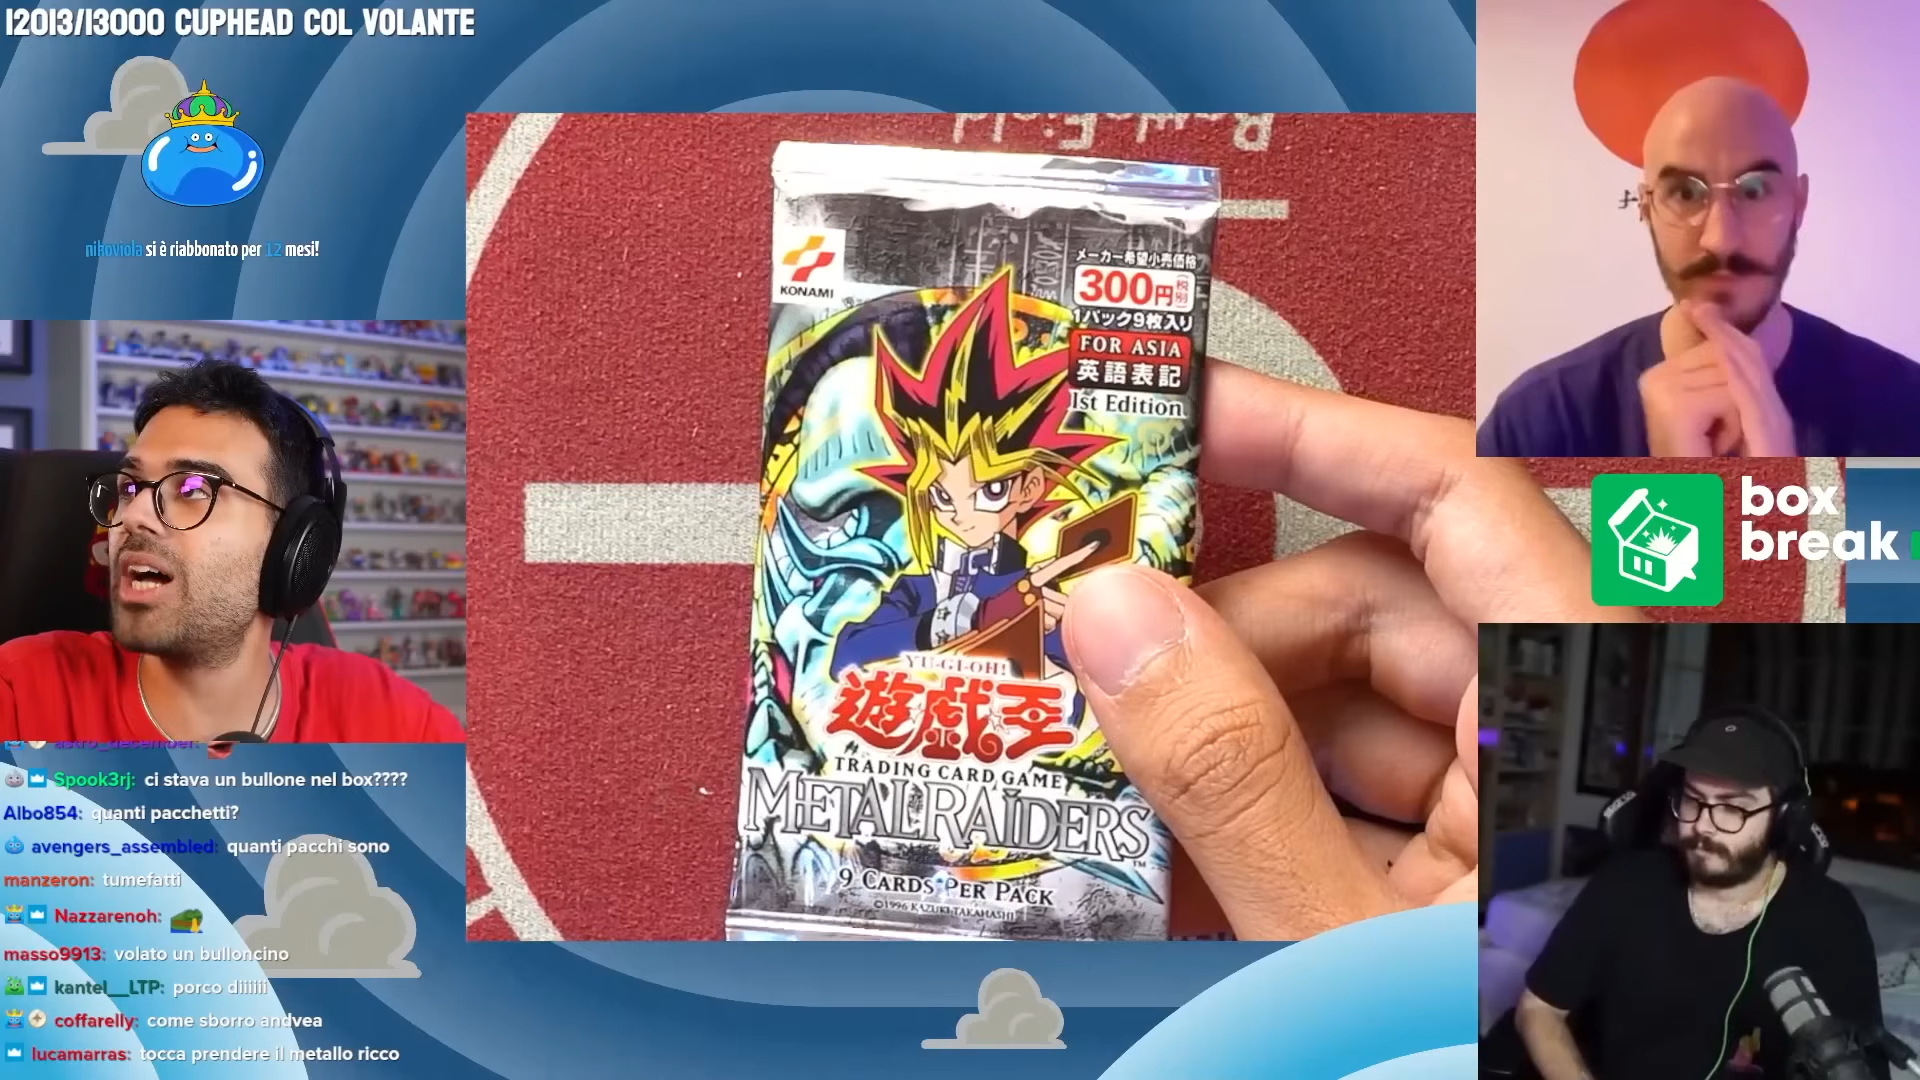 12013/13000 CUPHEAD COL VOLANTE
nikoviola si è riabbonato per 12 mesi!
KONAMI
メーカー希望小売価格
300円(税別)
1パック9枚入り
FOR ASIA
英語表記
1st Edition
YU-GI-OH!
遊戯王
TRADING CARD GAME
METAL RAIDERS™
9 CARDS PER PACK
©1996 KAZUKI TAKAHASHI
box
break
astro_december:
Spook3rj: ci stava un bullone nel box????
Albo854: quanti pacchetti?
avengers_assembled: quanti pacchi sono
manzeron: tumefatti
Nazzarenoh:
masso9913: volato un bulloncino
kantel__LTP: porco diiiiii
coffarelly: come sborro andvea
lucamarras: tocca prendere il metallo ricco